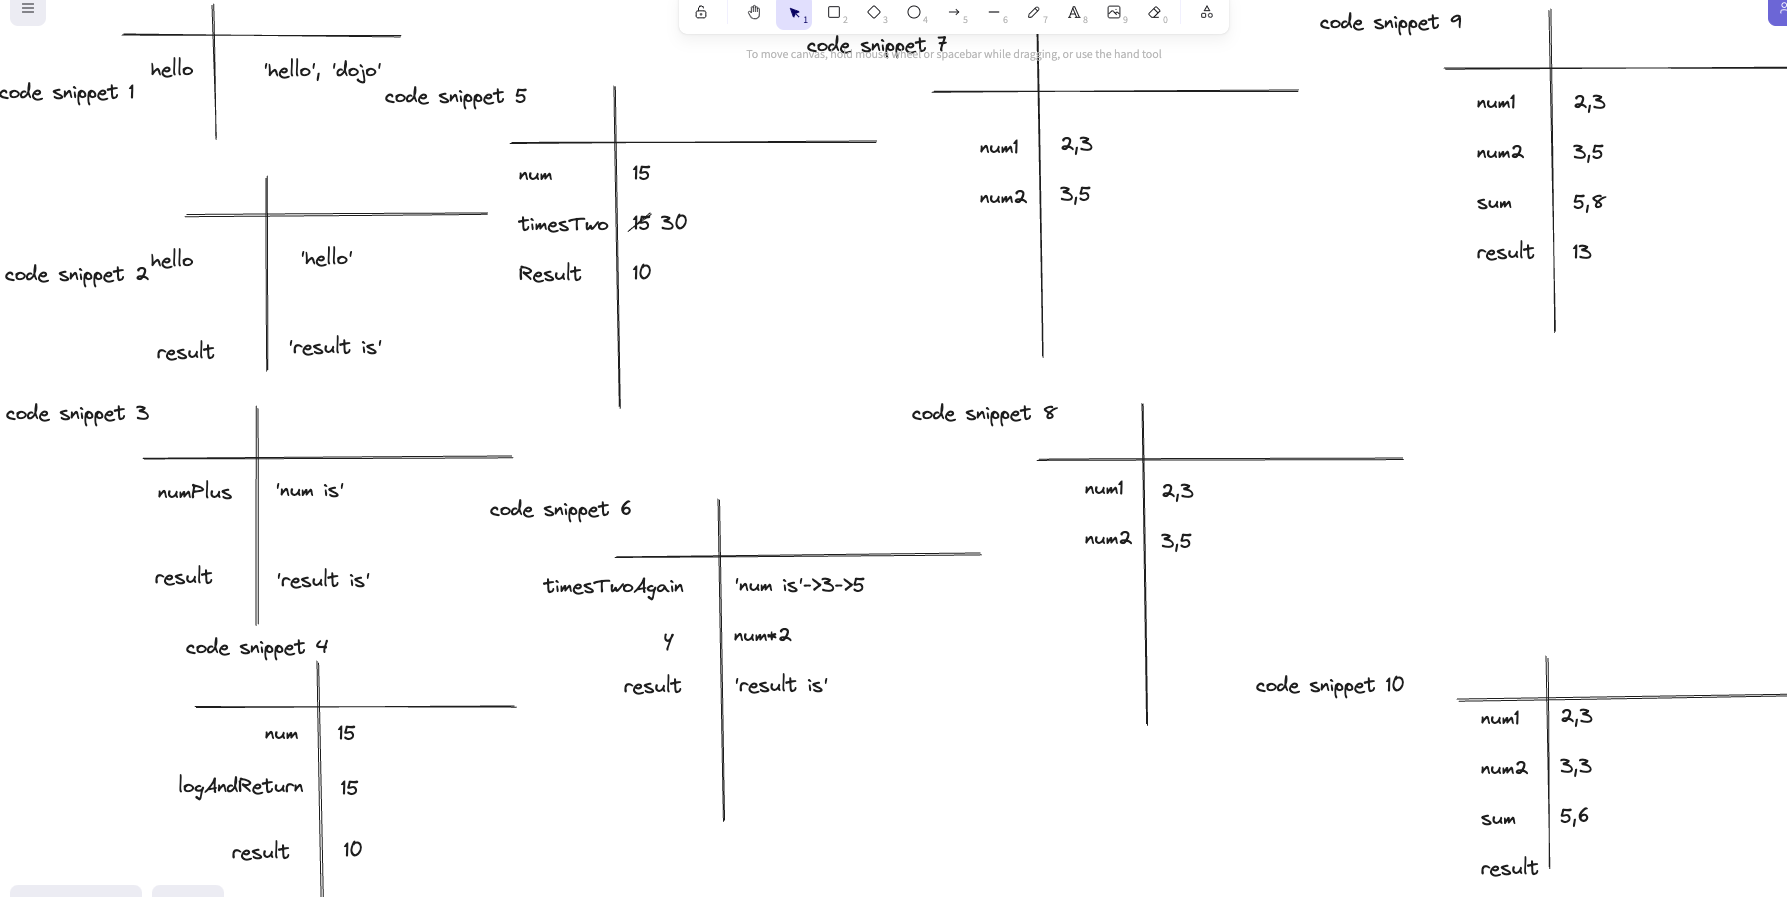 1
2
3
4
5
6
7
8
9
0
To move canvas, hold mouse wheel or spacebar while dragging, or use the hand tool
code snippet 1
hello 'hello', 'dojo'
code snippet 2
hello 'hello'
result 'result is'
code snippet 3
numPlus 'num is'
result 'result is'
code snippet 4
num 15
logAndReturn 15
result 10
code snippet 5
num 15
timesTwo 15 30
Result 10
code snippet 6
timesTwoAgain 'num is'->3->5
y num*2
result 'result is'
code snippet 7
num1 2,3
num2 3,5
code snippet 8
num1 2,3
num2 3,5
code snippet 9
num1 2,3
num2 3,5
sum 5,8
result 13
code snippet 10
num1 2,3
num2 3,3
sum 5,6
result